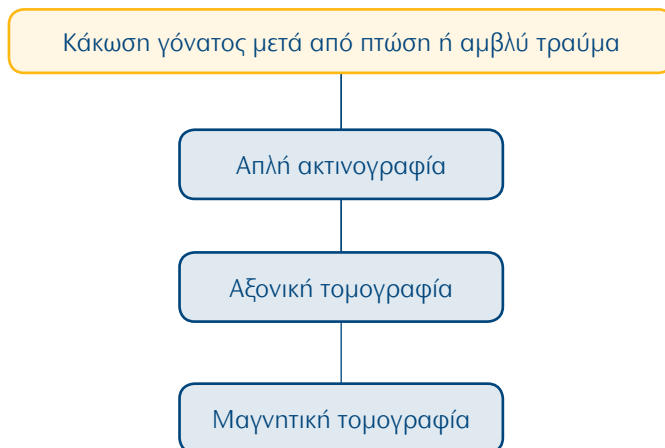 Κάκωση γόνατος μετά από πτώση ή αμβλύ τραύμα
Απλή ακτινογραφία
Αξονική τομογραφία
Μαγνητική τομογραφία